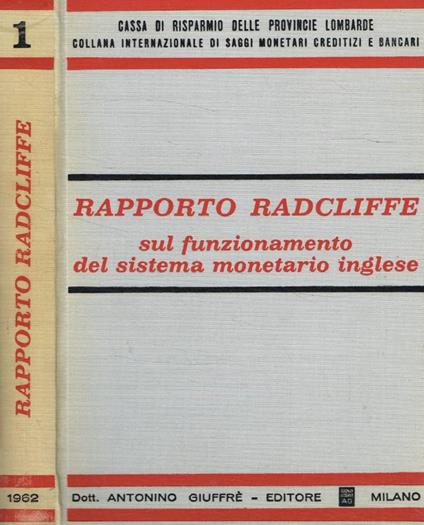 1
RAPPORTO RADCLIFFE
1962
CASSA DI RISPARMIO DELLE PROVINCIE LOMBARDE
COLLANA INTERNAZIONALE DI SAGGI MONETARI CREDITIZI E BANCARI
RAPPORTO RADCLIFFE
sul funzionamento
del sistema monetario inglese
Dott. ANTONINO GIUFFRÈ - EDITORE
MILANO